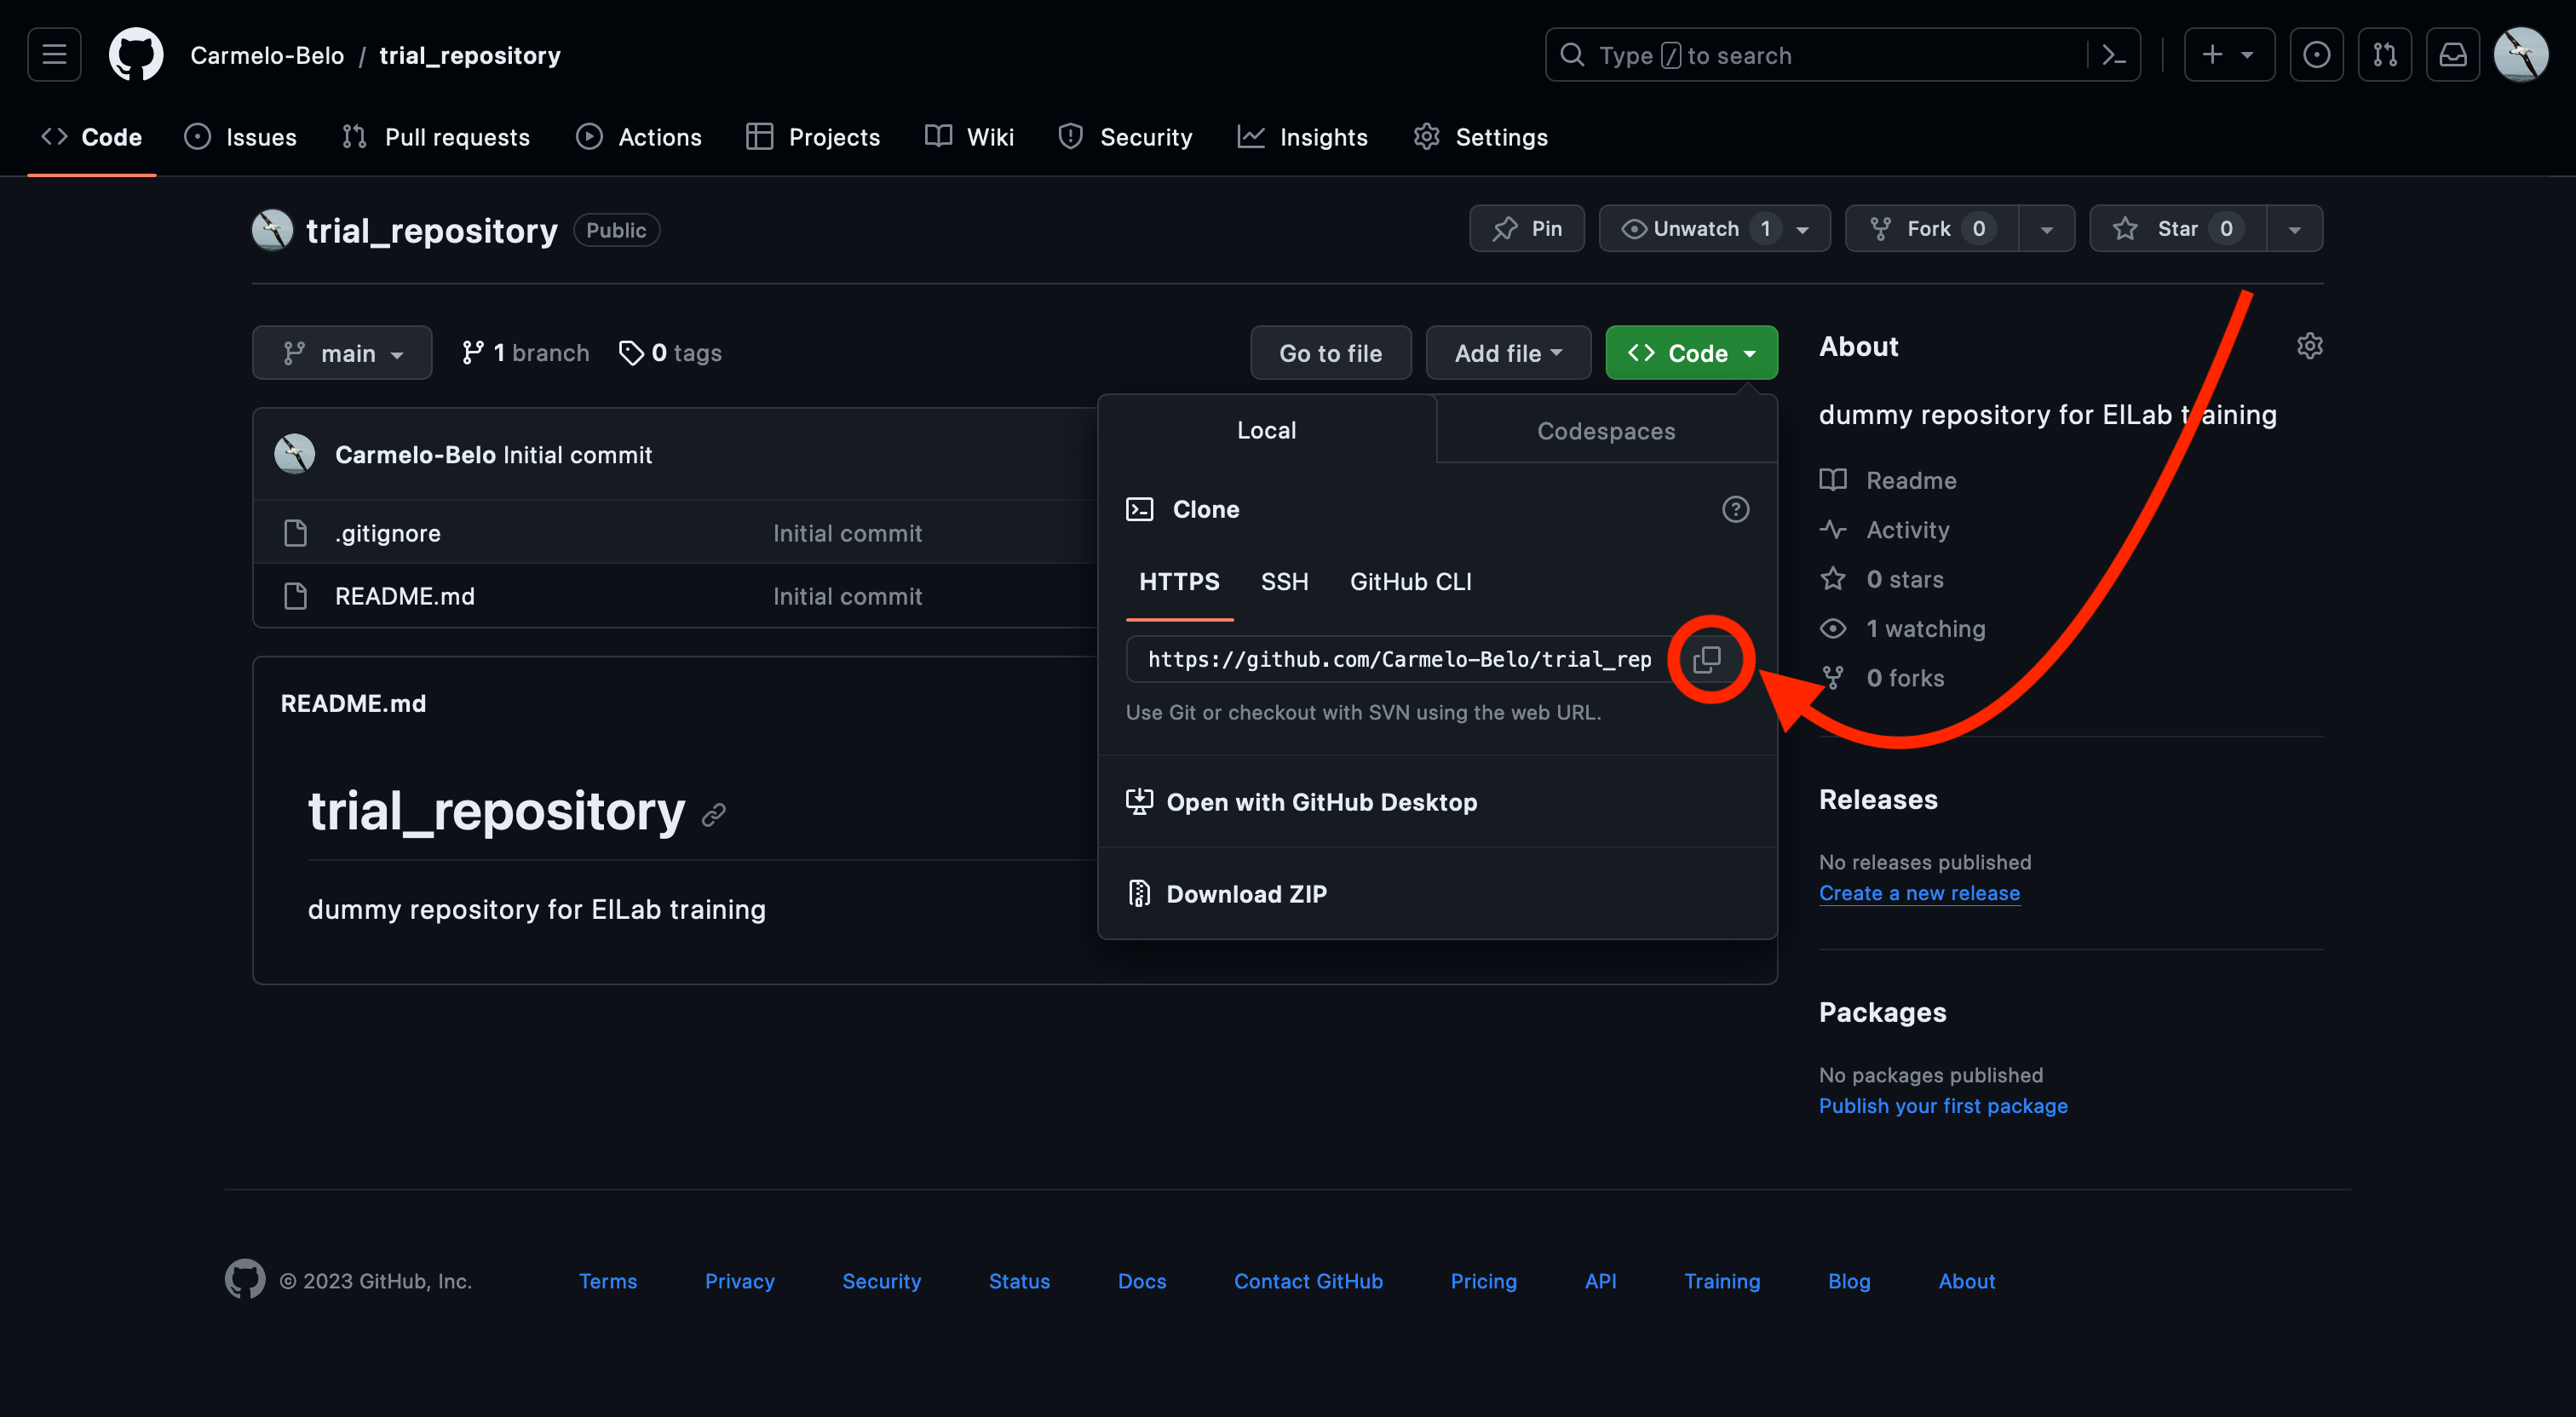 Carmelo-Belo / trial_repository
Type / to search
Code Issues Pull requests Actions Projects Wiki Security Insights Settings
trial_repository Public
Pin Unwatch 1 Fork 0 Star 0
main 1 branch 0 tags
Go to file Add file Code
Carmelo-Belo Initial commit
.gitignore Initial commit
README.md Initial commit
README.md
trial_repository
dummy repository for EILab training
Local Codespaces
Clone
HTTPS SSH GitHub CLI
https://github.com/Carmelo-Belo/trial_rep
Use Git or checkout with SVN using the web URL.
Open with GitHub Desktop
Download ZIP
About
dummy repository for EILab training
Readme
Activity
0 stars
1 watching
0 forks
Releases
No releases published
Create a new release
Packages
No packages published
Publish your first package
© 2023 GitHub, Inc. Terms Privacy Security Status Docs Contact GitHub Pricing API Training Blog About